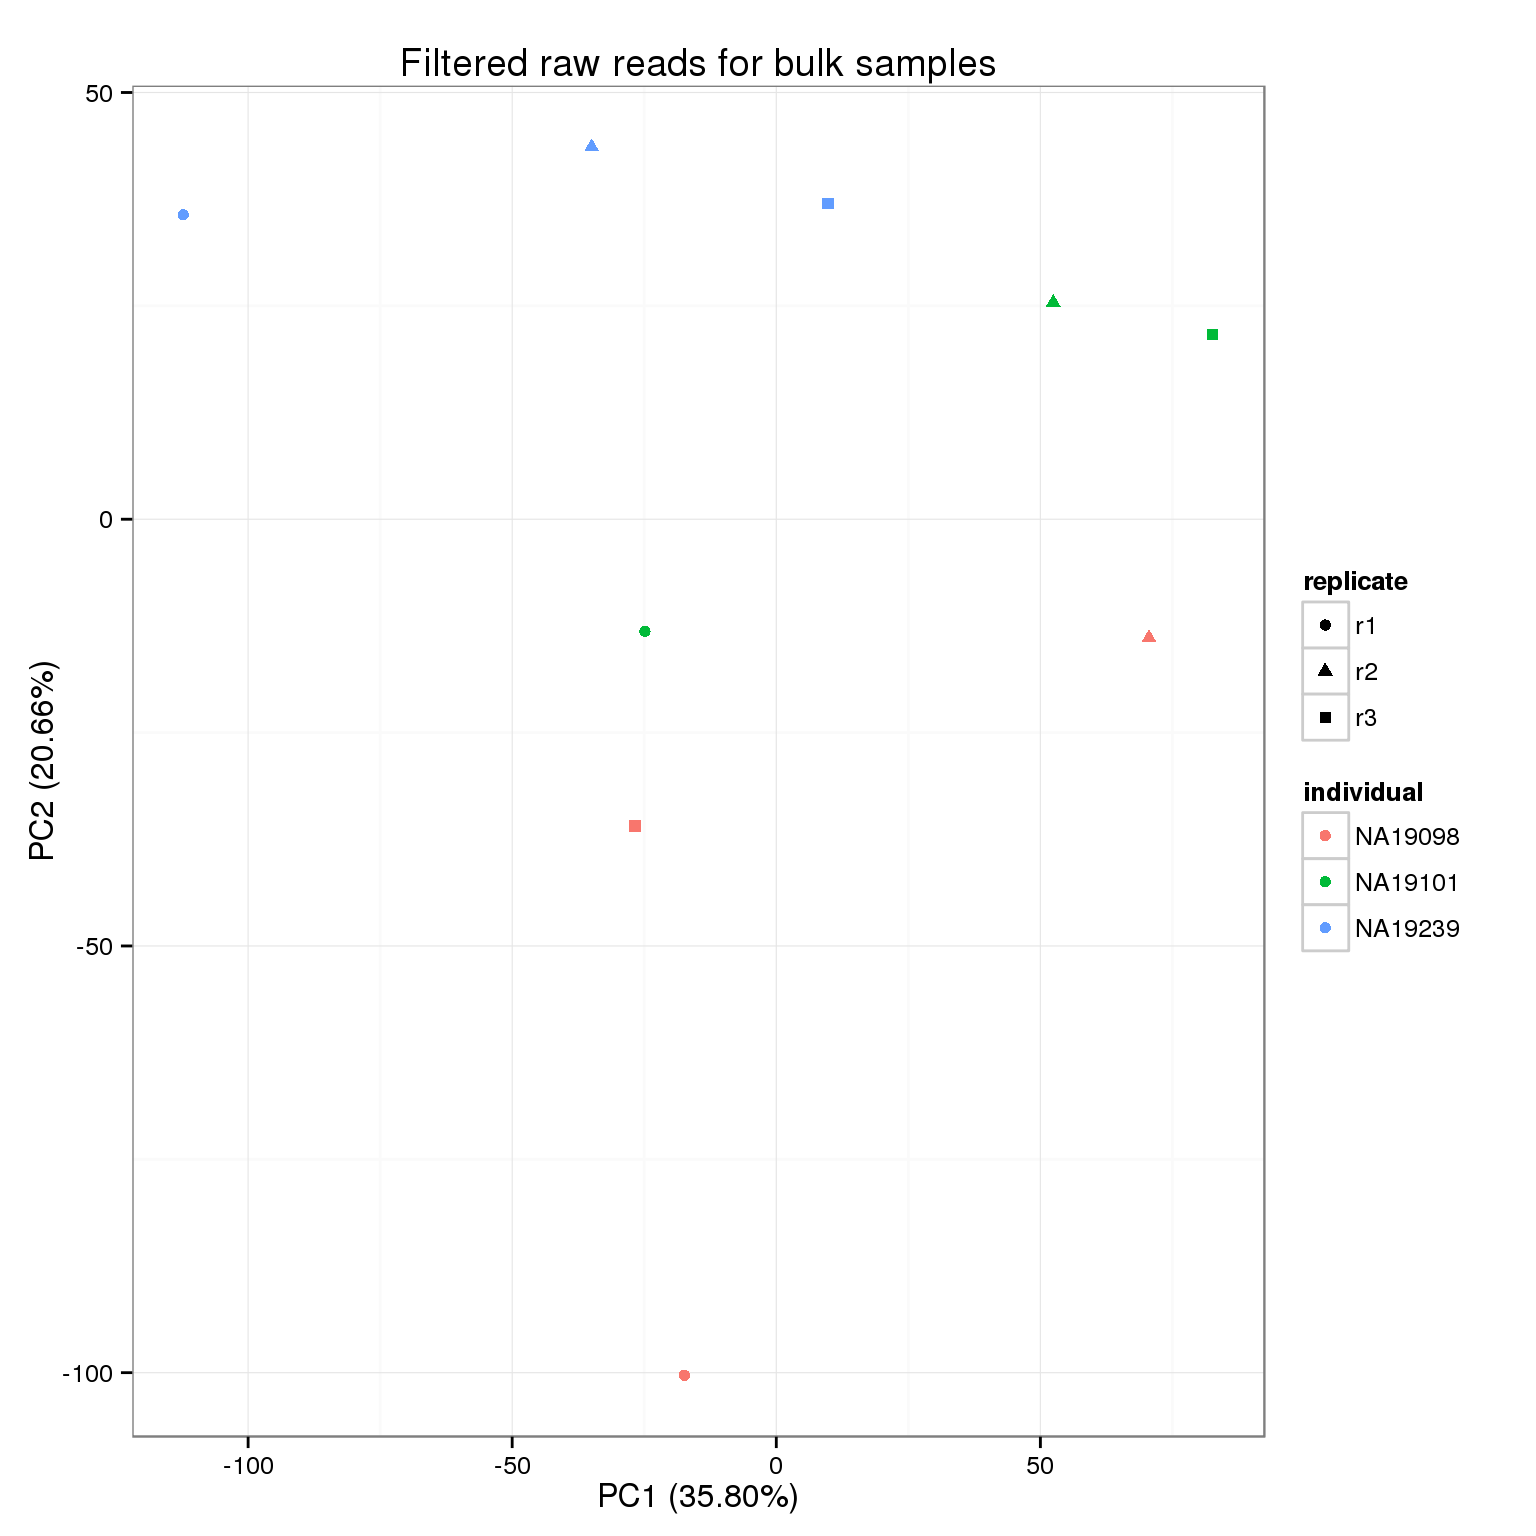 Filtered raw reads for bulk samples
50
0
-50
-100
PC2 (20.66%)
-100
-50
0
50
PC1 (35.80%)
replicate
r1
r2
r3
individual
NA19098
NA19101
NA19239